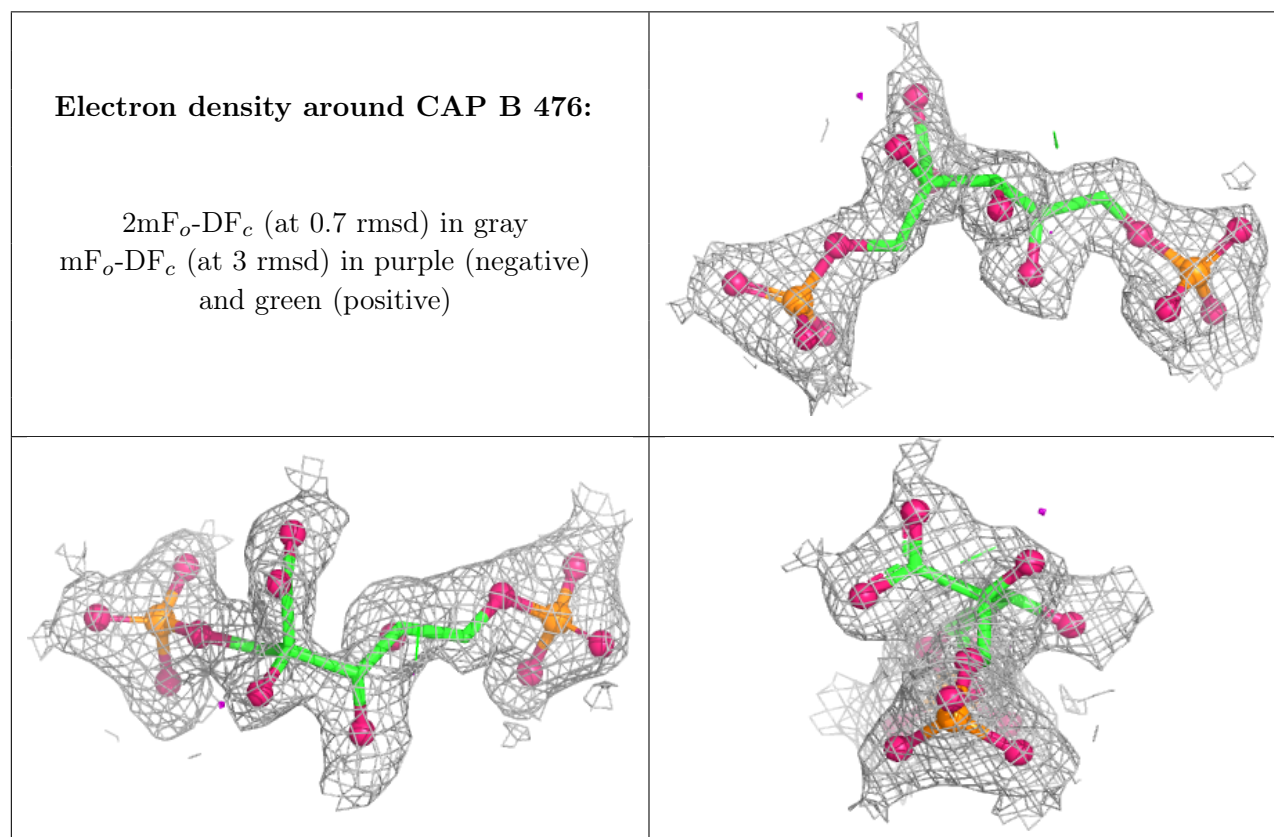 Electron density around CAP B 476:
2mFo-DFc (at 0.7 rmsd) in gray
mFo-DFc (at 3 rmsd) in purple (negative)
and green (positive)